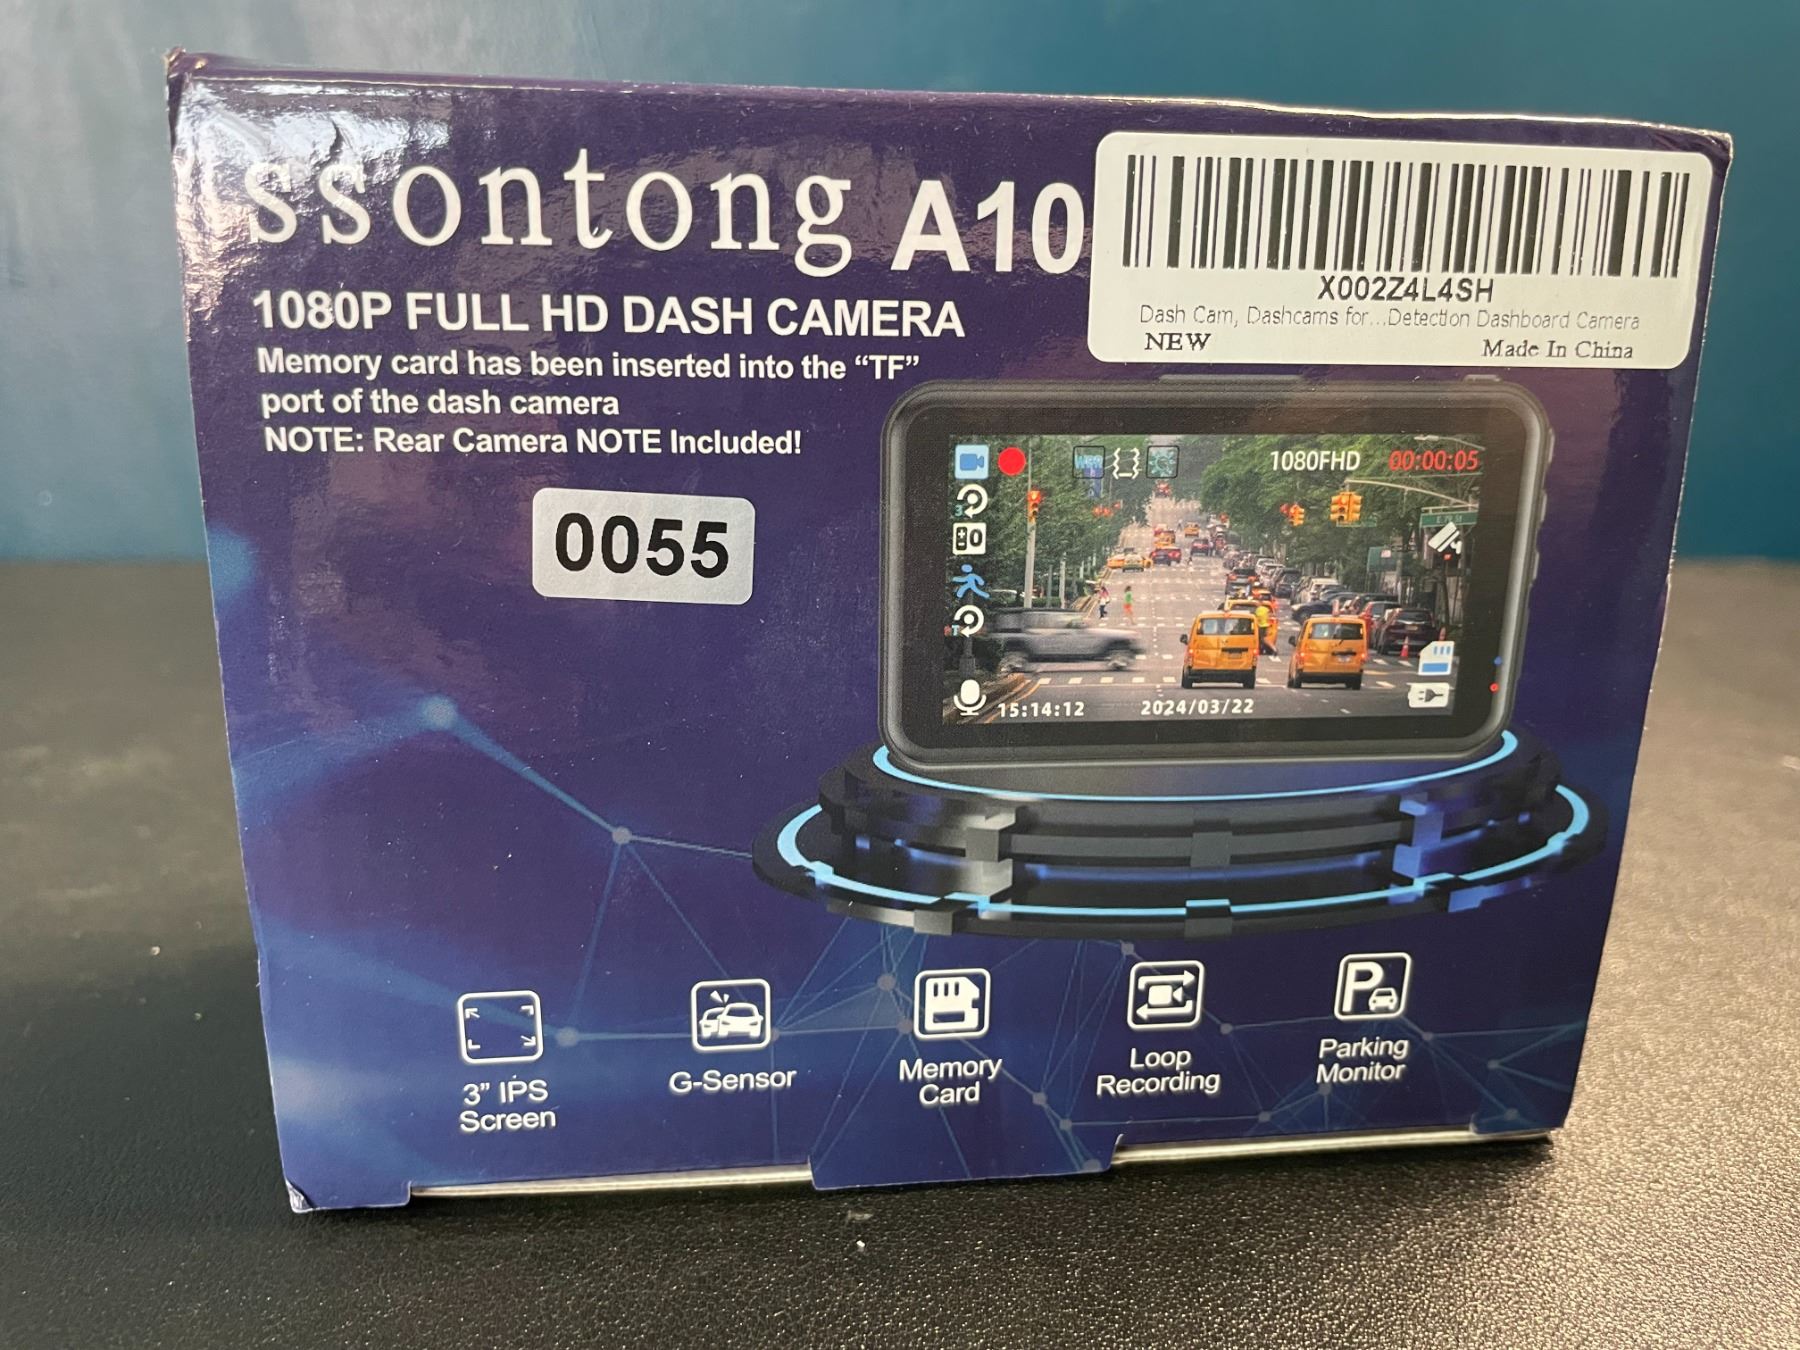 ssontong A10
1080P FULL HD DASH CAMERA
Memory card has been inserted into the “TF”
port of the dash camera
NOTE: Rear Camera NOTE Included!
X002Z4L4SH
Dash Cam, Dashcams for...Detection Dashboard Camera
NEW Made In China
0055
1080FHD 00:00:05
15:14:12 2024/03/22
3” IPS
Screen
G-Sensor
Memory
Card
Loop
Recording
P
Parking
Monitor